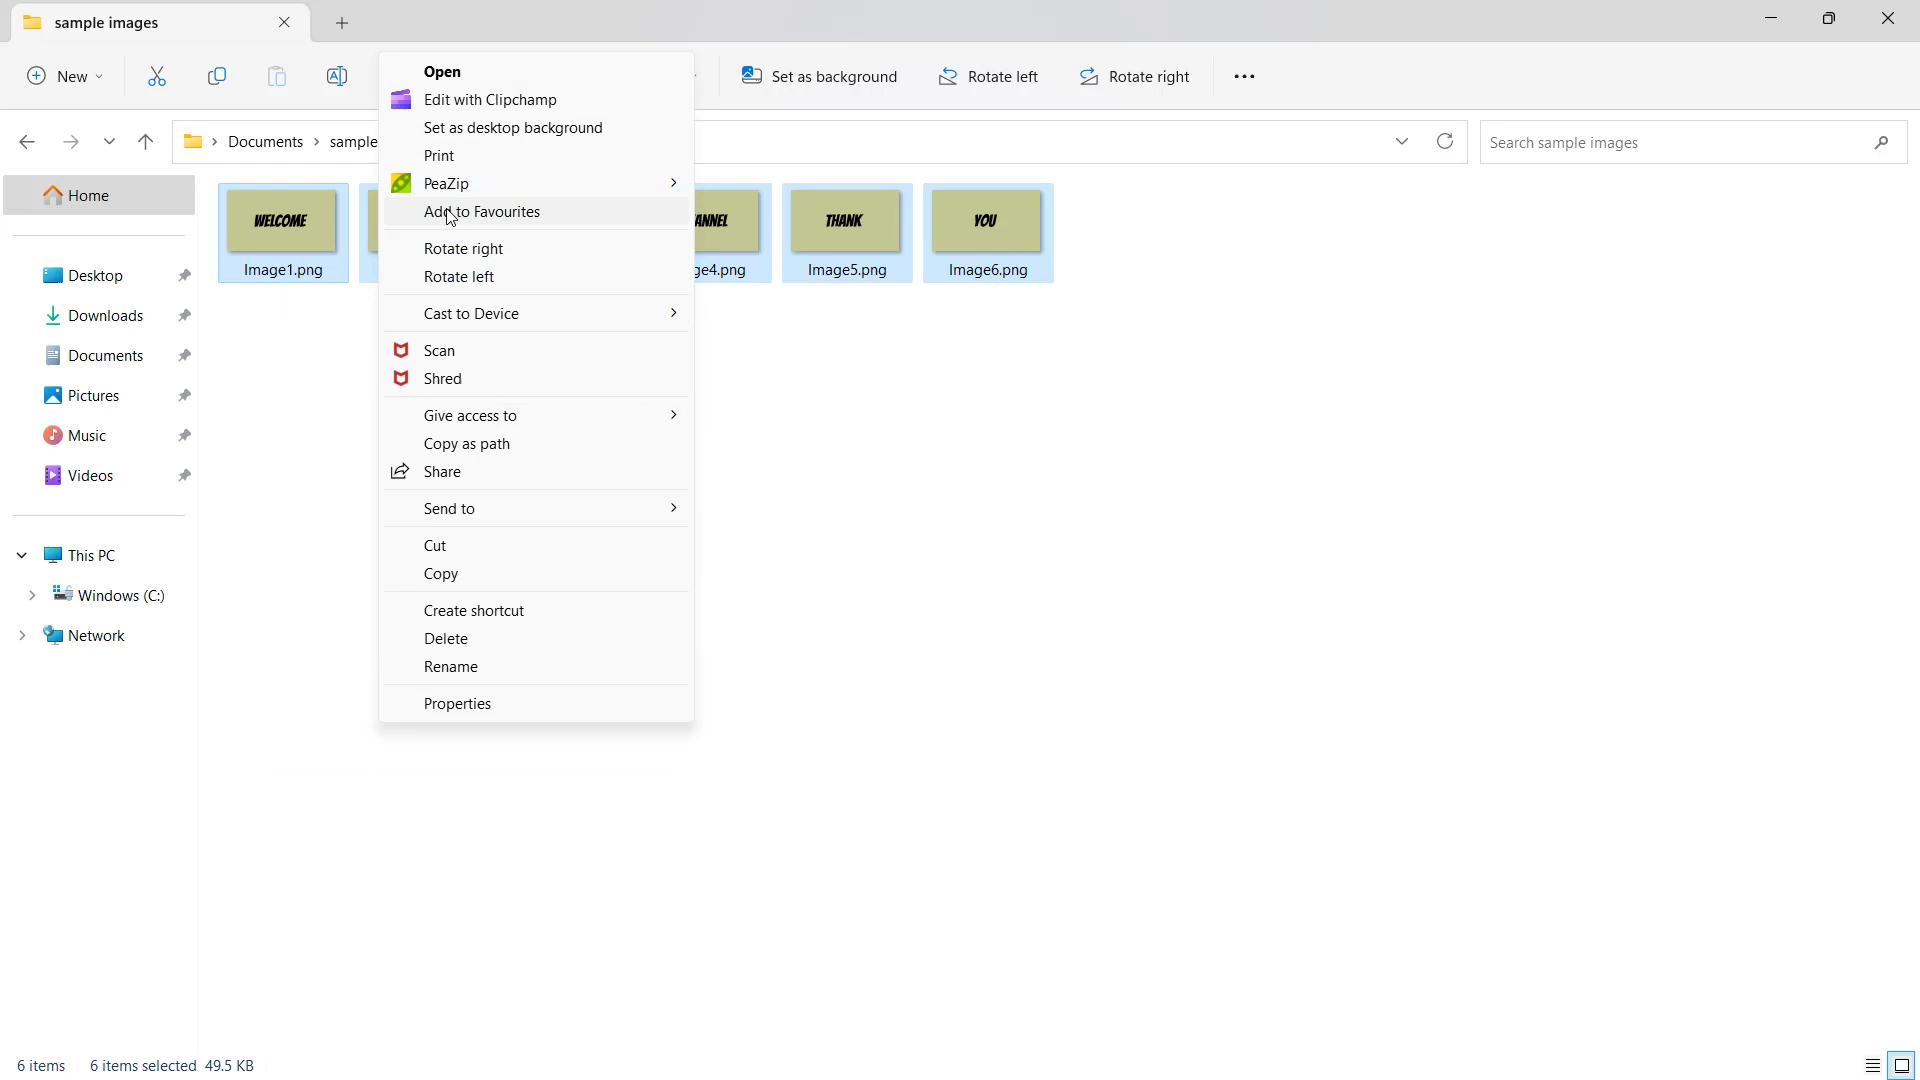 sample images
New
Set as background
Rotate left
Rotate right
Documents
sample
Search sample images
Home
Desktop
Downloads
Documents
Pictures
Music
Videos
This PC
Windows (C:)
Network
WELCOME
Image1.png
ANNEL
ge4.png
THANK
Image5.png
YOU
Image6.png
Open
Edit with Clipchamp
Set as desktop background
Print
PeaZip
Add to Favourites
Rotate right
Rotate left
Cast to Device
Scan
Shred
Give access to
Copy as path
Share
Send to
Cut
Copy
Create shortcut
Delete
Rename
Properties
6 items
6 items selected 49.5 KB